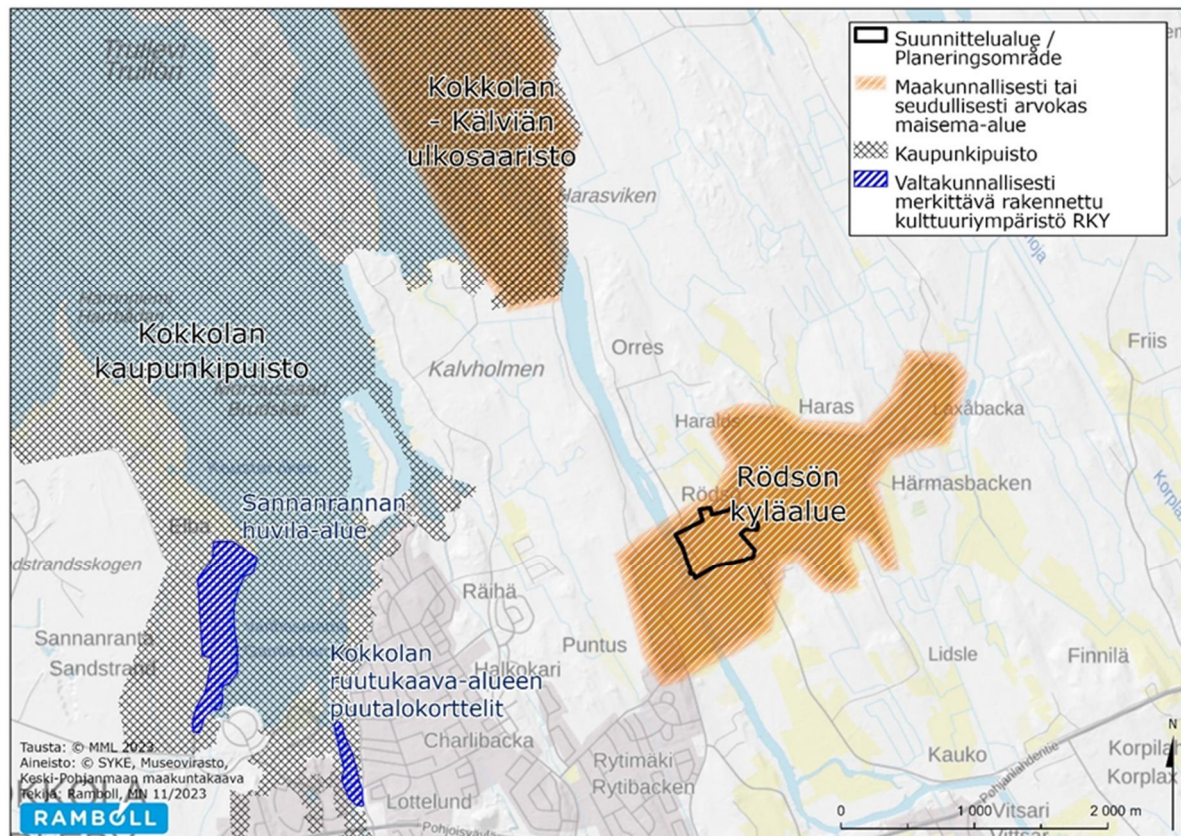 Trullevi
Trullön
Kokkolan
- Kälviän
ulkosaaristo
Harasviken
Suunnittelualue /
Planeringsområde
Maakunnallisesti tai
seudullisesti arvokas
maisema-alue
Kaupunkipuisto
Valtakunnallisesti
merkittävä rakennettu
kulttuuriympäristö RKY
Kokkolan
kaupunkipuisto
Kalvholmen
Orres
Friis
Haras
Rödsön
kyläalue
Härmasbacken
Sannanrannan
huvila-alue
Elba
dstrandsskogen
Räihä
Sannanranta
Sandstrand
Puntus
Halkokari
Lidsle
Finnilä
Kokkolan
ruutukaava-alueen
puutalokorttelit
Charlibacka
Rytimäki
Rytibacken
Kauko
Pohjanlahdentie
Korplax
Lottelund
Vitsari
N
0 1 000 2 000 m
Tausta: © MML 2023
Aineisto: © SYKE, Museovirasto,
Keski-Pohjanmaan maakuntakaava
Tekijä: Ramboll, MN 11/2023
RAMBOLL